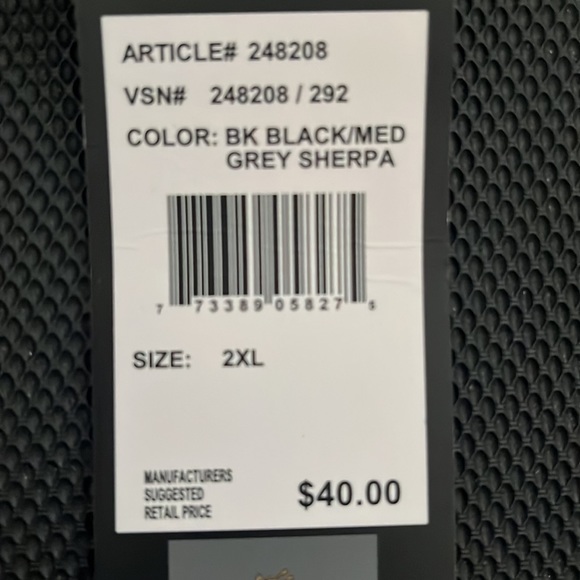 ARTICLE# 248208
VSN# 248208 / 292
COLOR: BK BLACK/MED
GREY SHERPA
7 73389 05827 5
SIZE: 2XL
MANUFACTURERS
SUGGESTED
RETAIL PRICE
$40.00